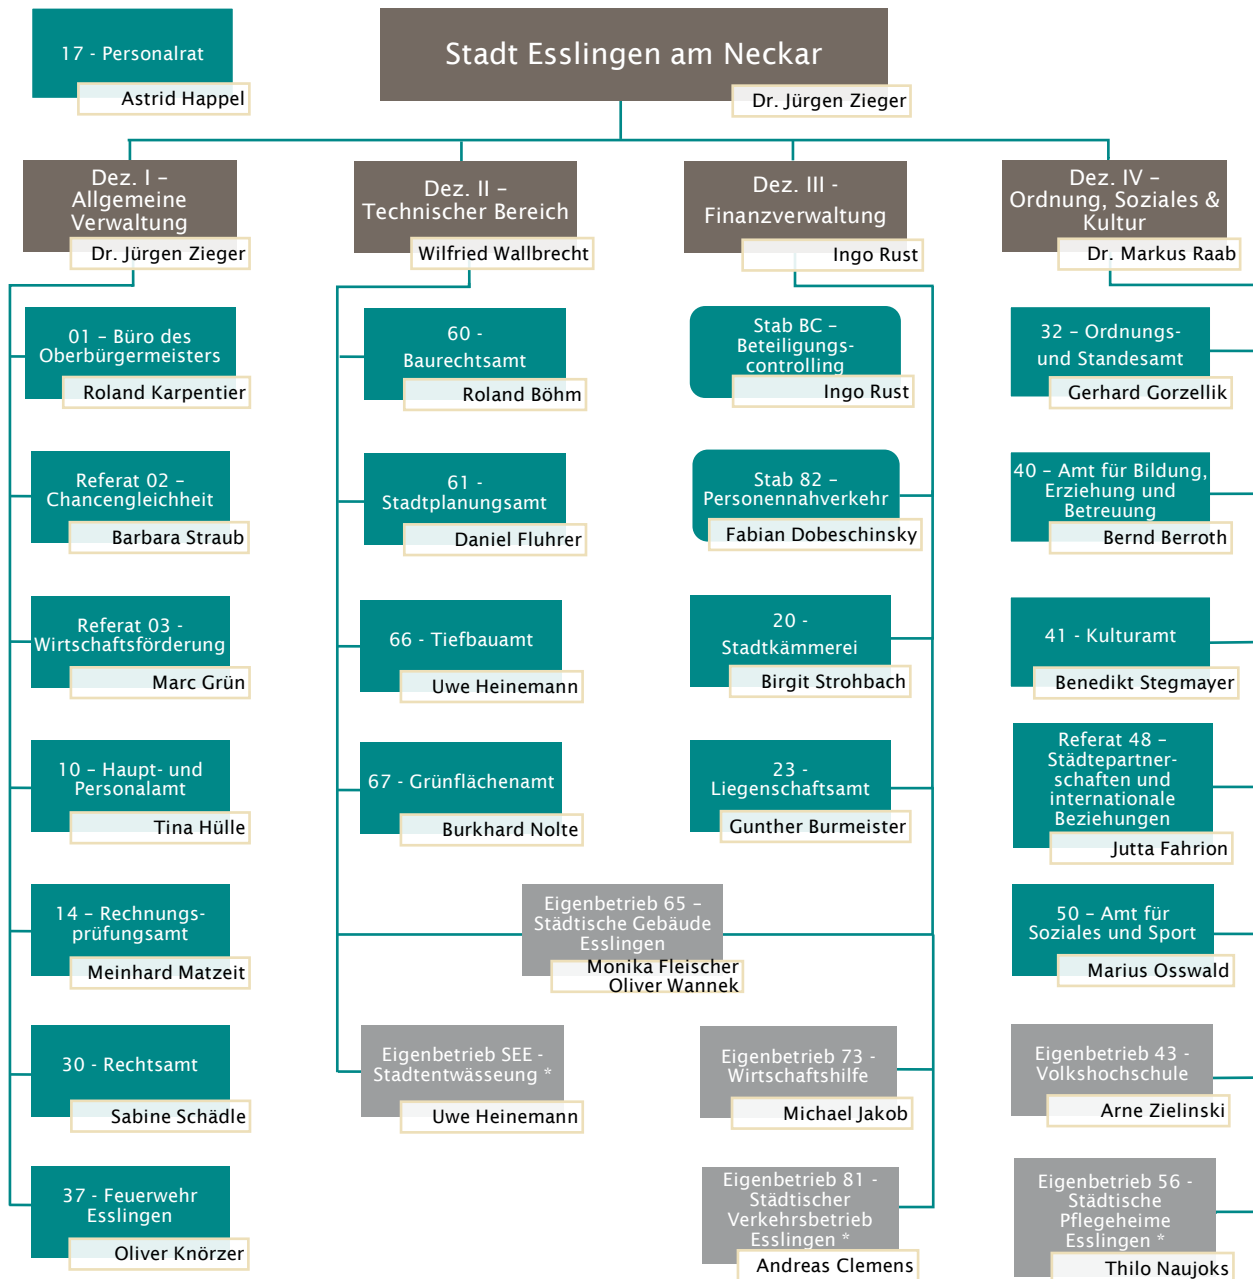 17 - Personalrat
Astrid Happel
Stadt Esslingen am Neckar
Dr. Jürgen Zieger
Dez. I –
Allgemeine
Verwaltung
Dr. Jürgen Zieger
01 – Büro des
Oberbürgermeisters
Roland Karpentier
Referat 02 –
Chancengleichheit
Barbara Straub
Referat 03 -
Wirtschaftsförderung
Marc Grün
10 – Haupt- und
Personalamt
Tina Hülle
14 – Rechnungs-
prüfungsamt
Meinhard Matzeit
30 - Rechtsamt
Sabine Schädle
37 - Feuerwehr
Esslingen
Oliver Knörzer
Dez. II –
Technischer Bereich
Wilfried Wallbrecht
60 -
Baurechtsamt
Roland Böhm
61 -
Stadtplanungsamt
Daniel Fluhrer
66 - Tiefbauamt
Uwe Heinemann
67 - Grünflächenamt
Burkhard Nolte
Eigenbetrieb 65 –
Städtische Gebäude
Esslingen
Monika Fleischer
Oliver Wannek
Eigenbetrieb SEE -
Stadtentwässeung *
Uwe Heinemann
Dez. III -
Finanzverwaltung
Ingo Rust
Stab BC –
Beteiligungs-
controlling
Ingo Rust
Stab 82 –
Personennahverkehr
Fabian Dobeschinsky
20 -
Stadtkämmerei
Birgit Strohbach
23 -
Liegenschaftsamt
Gunther Burmeister
Eigenbetrieb 73 -
Wirtschaftshilfe
Michael Jakob
Eigenbetrieb 81 -
Städtischer
Verkehrsbetrieb
Esslingen *
Andreas Clemens
Dez. IV –
Ordnung, Soziales &
Kultur
Dr. Markus Raab
32 – Ordnungs-
und Standesamt
Gerhard Gorzellik
40 – Amt für Bildung,
Erziehung und
Betreuung
Bernd Berroth
41 - Kulturamt
Benedikt Stegmayer
Referat 48 –
Städtepartner-
schaften und
internationale
Beziehungen
Jutta Fahrion
50 – Amt für
Soziales und Sport
Marius Osswald
Eigenbetrieb 43 -
Volkshochschule
Arne Zielinski
Eigenbetrieb 56 -
Städtische
Pflegeheime
Esslingen *
Thilo Naujoks